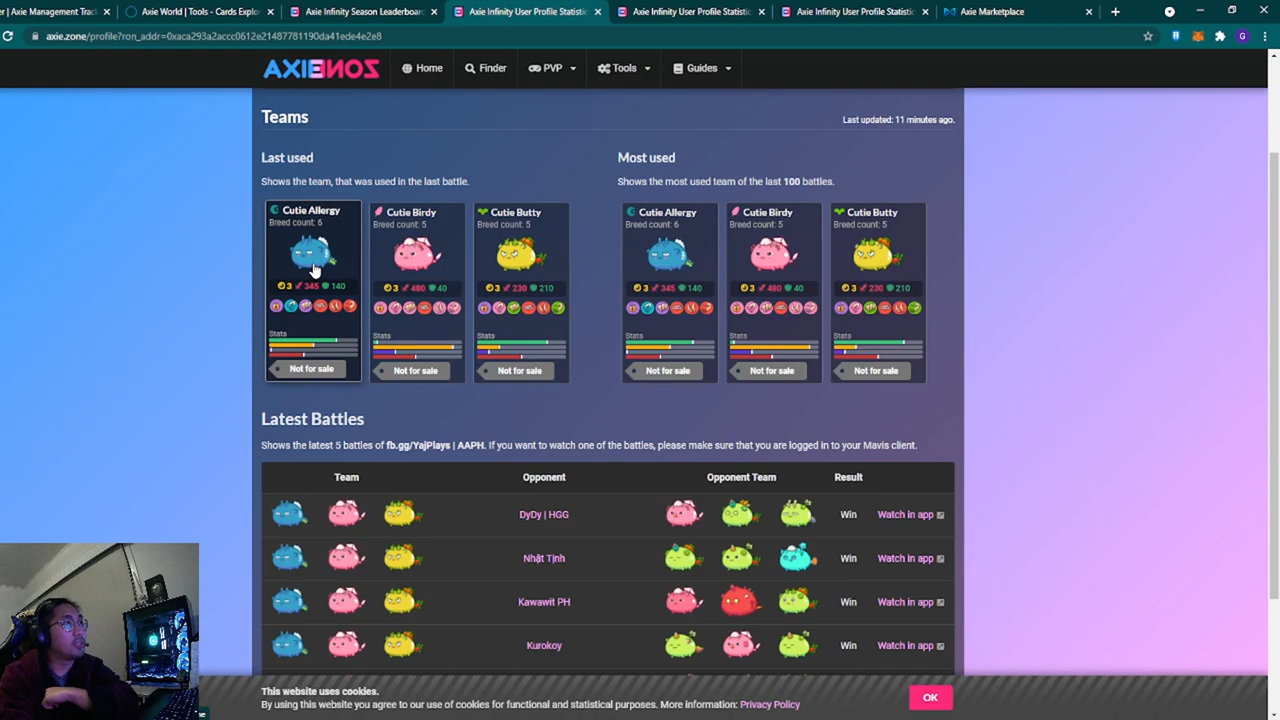 r | Axie Management Trac
Axie World | Tools - Cards Explo
Axie Infinity Season Leaderboar
Axie Infinity User Profile Statistic
Axie Infinity User Profile Statistic
Axie Infinity User Profile Statistic
Axie Marketplace
axie.zone/profile?ron_addr=0xaca293a2accc0612e21487781190da41ede4e2e8
G
AXIE ZONE
Home
Finder
PVP
Tools
Guides
Teams
Last updated: 11 minutes ago.
Last used
Most used
Shows the team, that was used in the last battle.
Shows the most used team of the last 100 battles.
Cutie Allergy
Breed count: 6
3 345 140
Stats
Not for sale
Cutie Birdy
Breed count: 5
3 480 40
Stats
Not for sale
Cutie Butty
Breed count: 5
3 230 210
Stats
Not for sale
Cutie Allergy
Breed count: 6
3 345 140
Stats
Not for sale
Cutie Birdy
Breed count: 5
3 480 40
Stats
Not for sale
Cutie Butty
Breed count: 5
3 230 210
Stats
Not for sale
Latest Battles
Shows the latest 5 battles of fb.gg/YajPlays | AAPH. If you want to watch one of the battles, please make sure that you are logged in to your Mavis client.
Team Opponent Opponent Team Result
DyDy | HGG Win Watch in app
Nhật Tịnh Win Watch in app
Kawawit PH Win Watch in app
Kurokoy Win Watch in app
This website uses cookies.
By using this website you agree to our use of cookies for functional and statistical purposes. More information: Privacy Policy
OK